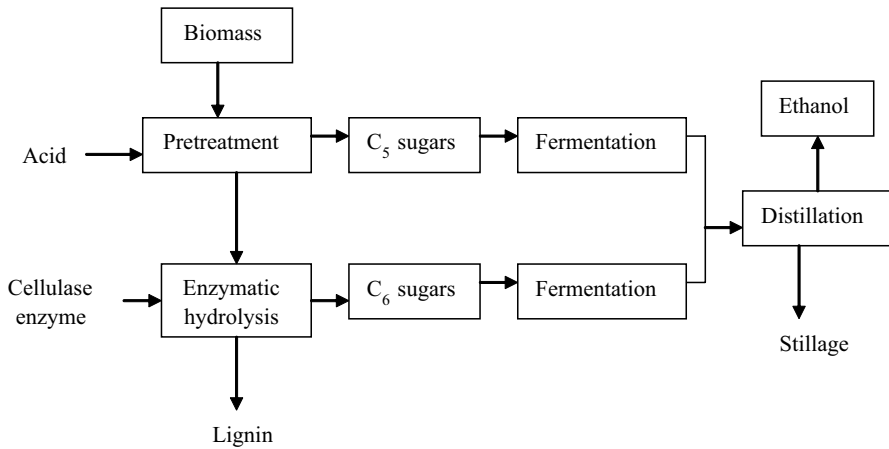 Biomass
Ethanol
Acid
Pretreatment
C₅ sugars
Fermentation
Distillation
Cellulase
enzyme
Enzymatic
hydrolysis
C₆ sugars
Fermentation
Stillage
Lignin